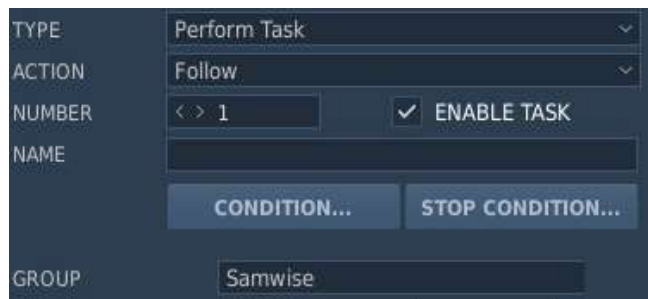 TYPE Perform Task
ACTION Follow
NUMBER < > 1 ENABLE TASK
NAME
CONDITION... STOP CONDITION...
GROUP Samwise